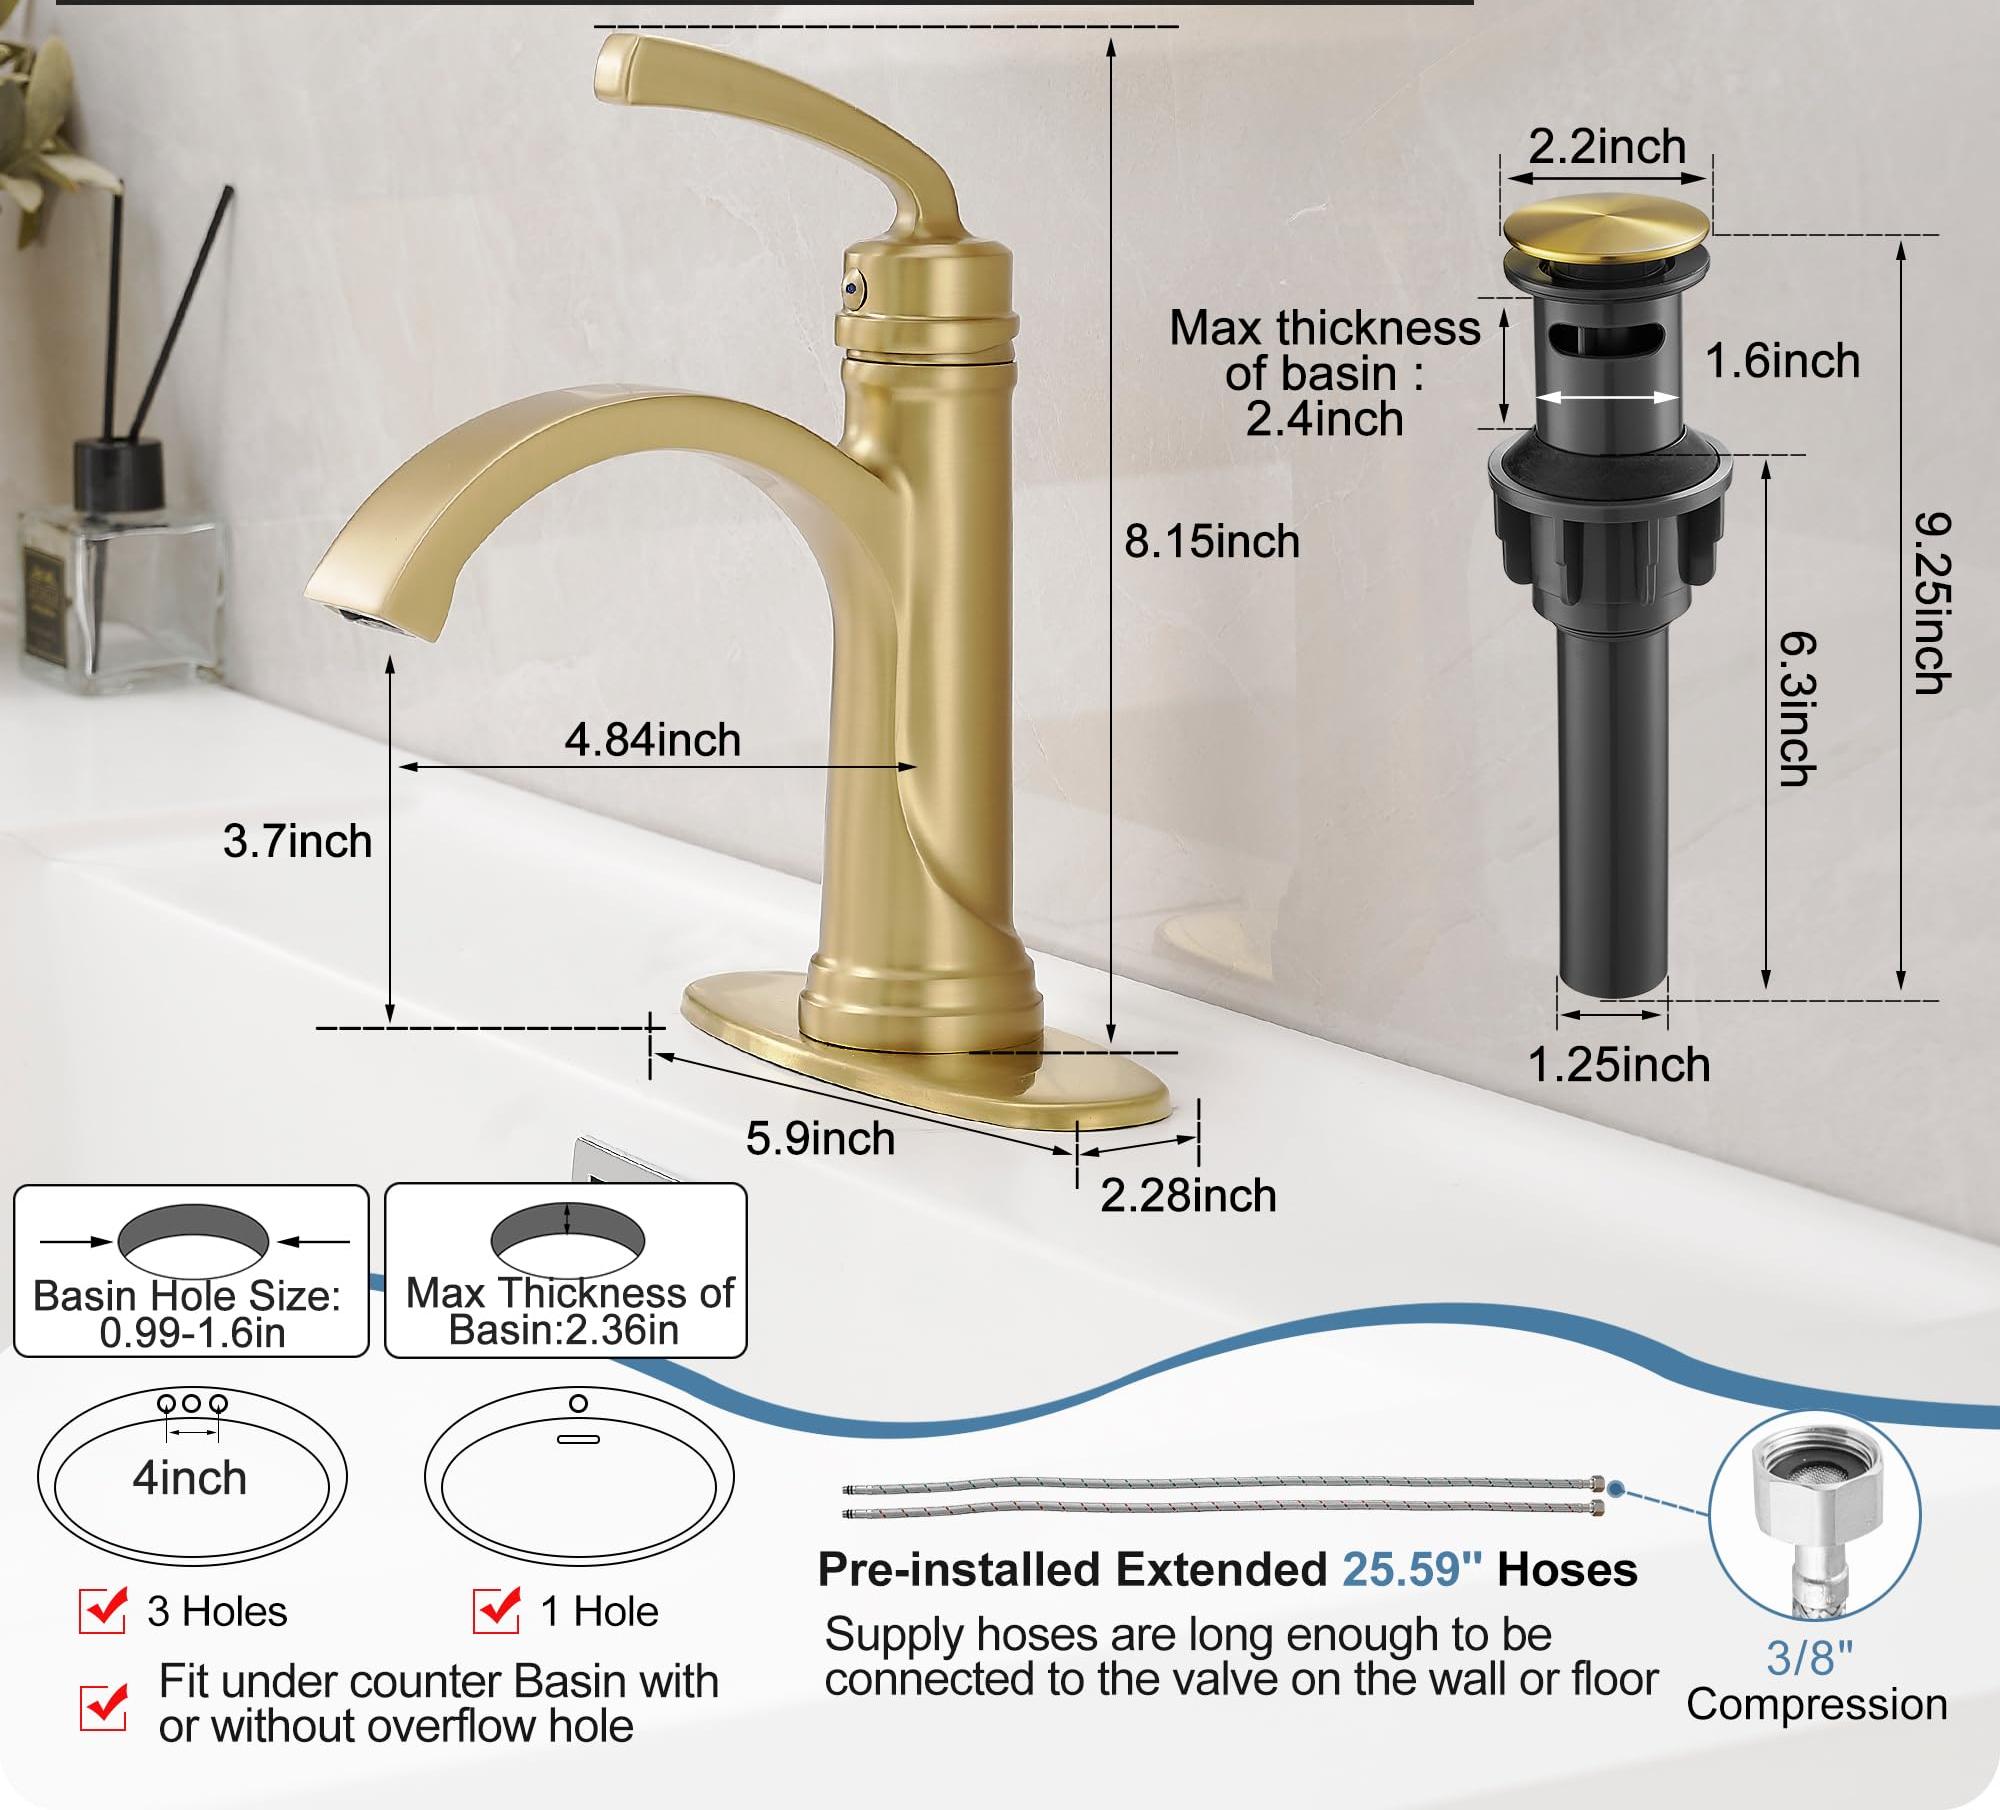 2.2inch
Max thickness
of basin :
2.4inch
1.6inch
8.15inch
9.25inch
6.3inch
4.84inch
3.7inch
1.25inch
5.9inch
2.28inch
Basin Hole Size:
0.99-1.6in
Max Thickness of
Basin:2.36in
4inch
3 Holes
1 Hole
Fit under counter Basin with
or without overflow hole
Pre-installed Extended 25.59" Hoses
Supply hoses are long enough to be
connected to the valve on the wall or floor
3/8"
Compression